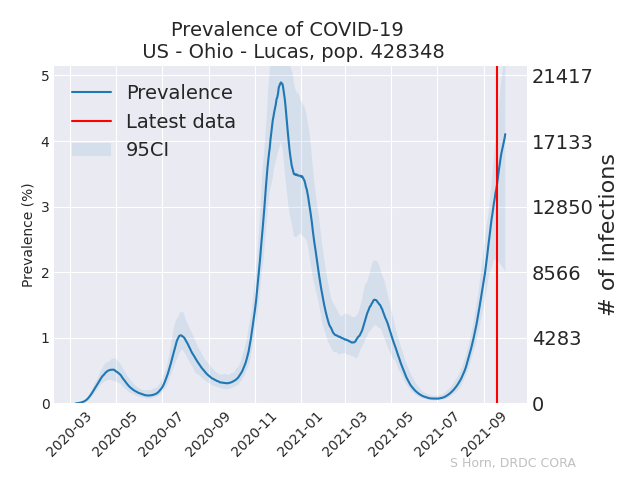 Prevalence of COVID-19
US - Ohio - Lucas, pop. 428348
Prevalence
Latest data
95CI
Prevalence (%)
5
4
3
2
1
0
21417
17133
12850
8566
4283
0
# of infections
2020-03
2020-05
2020-07
2020-09
2020-11
2021-01
2021-03
2021-05
2021-07
2021-09
S Horn, DRDC CORA